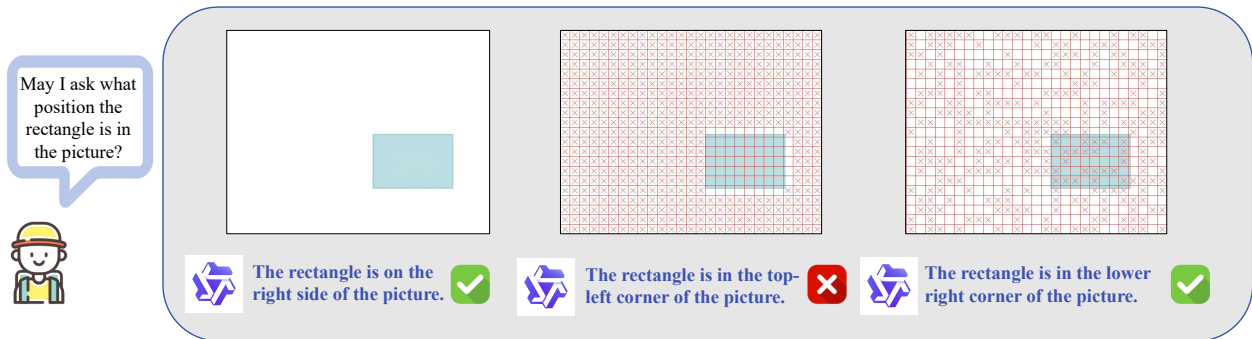 May I ask what
position the
rectangle is in
the picture?
The rectangle is on the
right side of the picture.
The rectangle is in the top-
left corner of the picture.
The rectangle is in the lower
right corner of the picture.